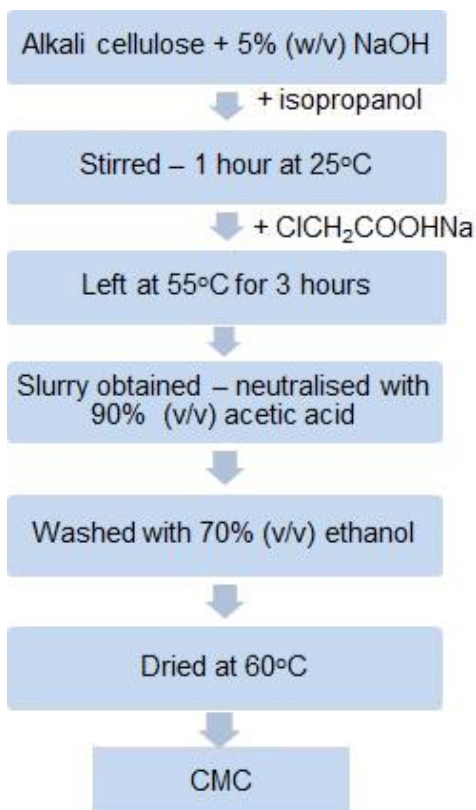 Alkali cellulose + 5% (w/v) NaOH
+ isopropanol
Stirred – 1 hour at 25°C
+ ClCH₂COOHNa
Left at 55°C for 3 hours
Slurry obtained – neutralised with
90% (v/v) acetic acid
Washed with 70% (v/v) ethanol
Dried at 60°C
CMC